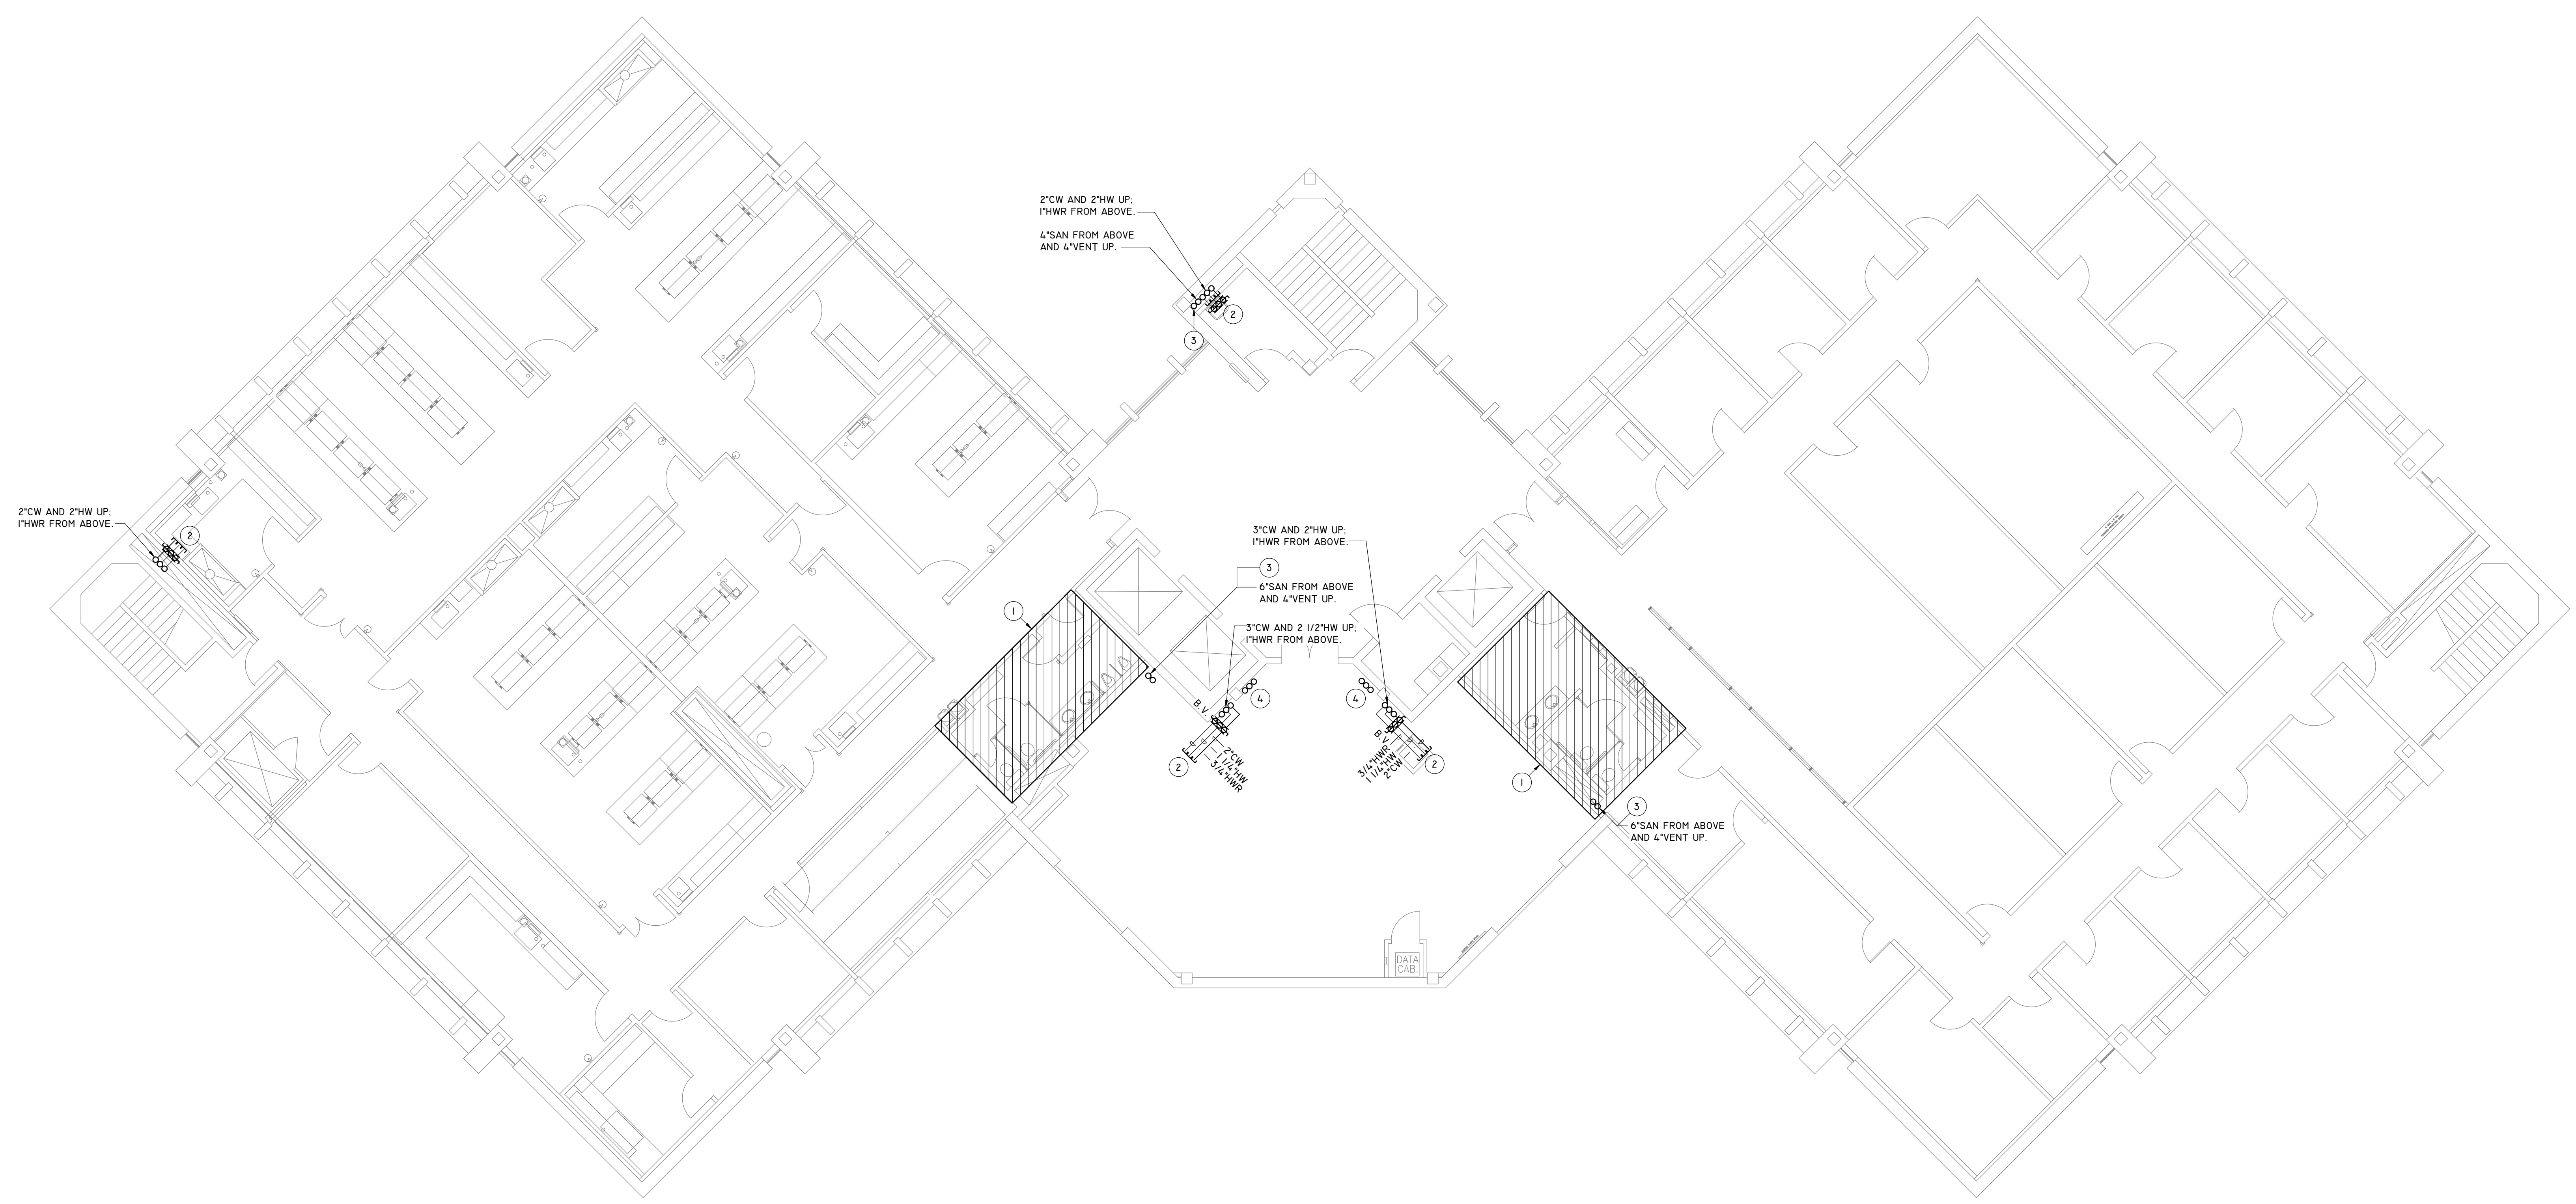 2"CW AND 2"HW UP;
1"HWR FROM ABOVE.
4"SAN FROM ABOVE
AND 4"VENT UP.
2
3
2"CW AND 2"HW UP;
1"HWR FROM ABOVE.
2
3"CW AND 2"HW UP;
1"HWR FROM ABOVE.
3
6"SAN FROM ABOVE
AND 4"VENT UP.
1
3"CW AND 2 1/2"HW UP;
1"HWR FROM ABOVE.
4
4
B.V.
2"CW
1 1/4"HW
3/4"HWR
2
B.V.
3/4"HWR
1 1/4"HW
2"CW
2
1
3
6"SAN FROM ABOVE
AND 4"VENT UP.
DATA
CAB.